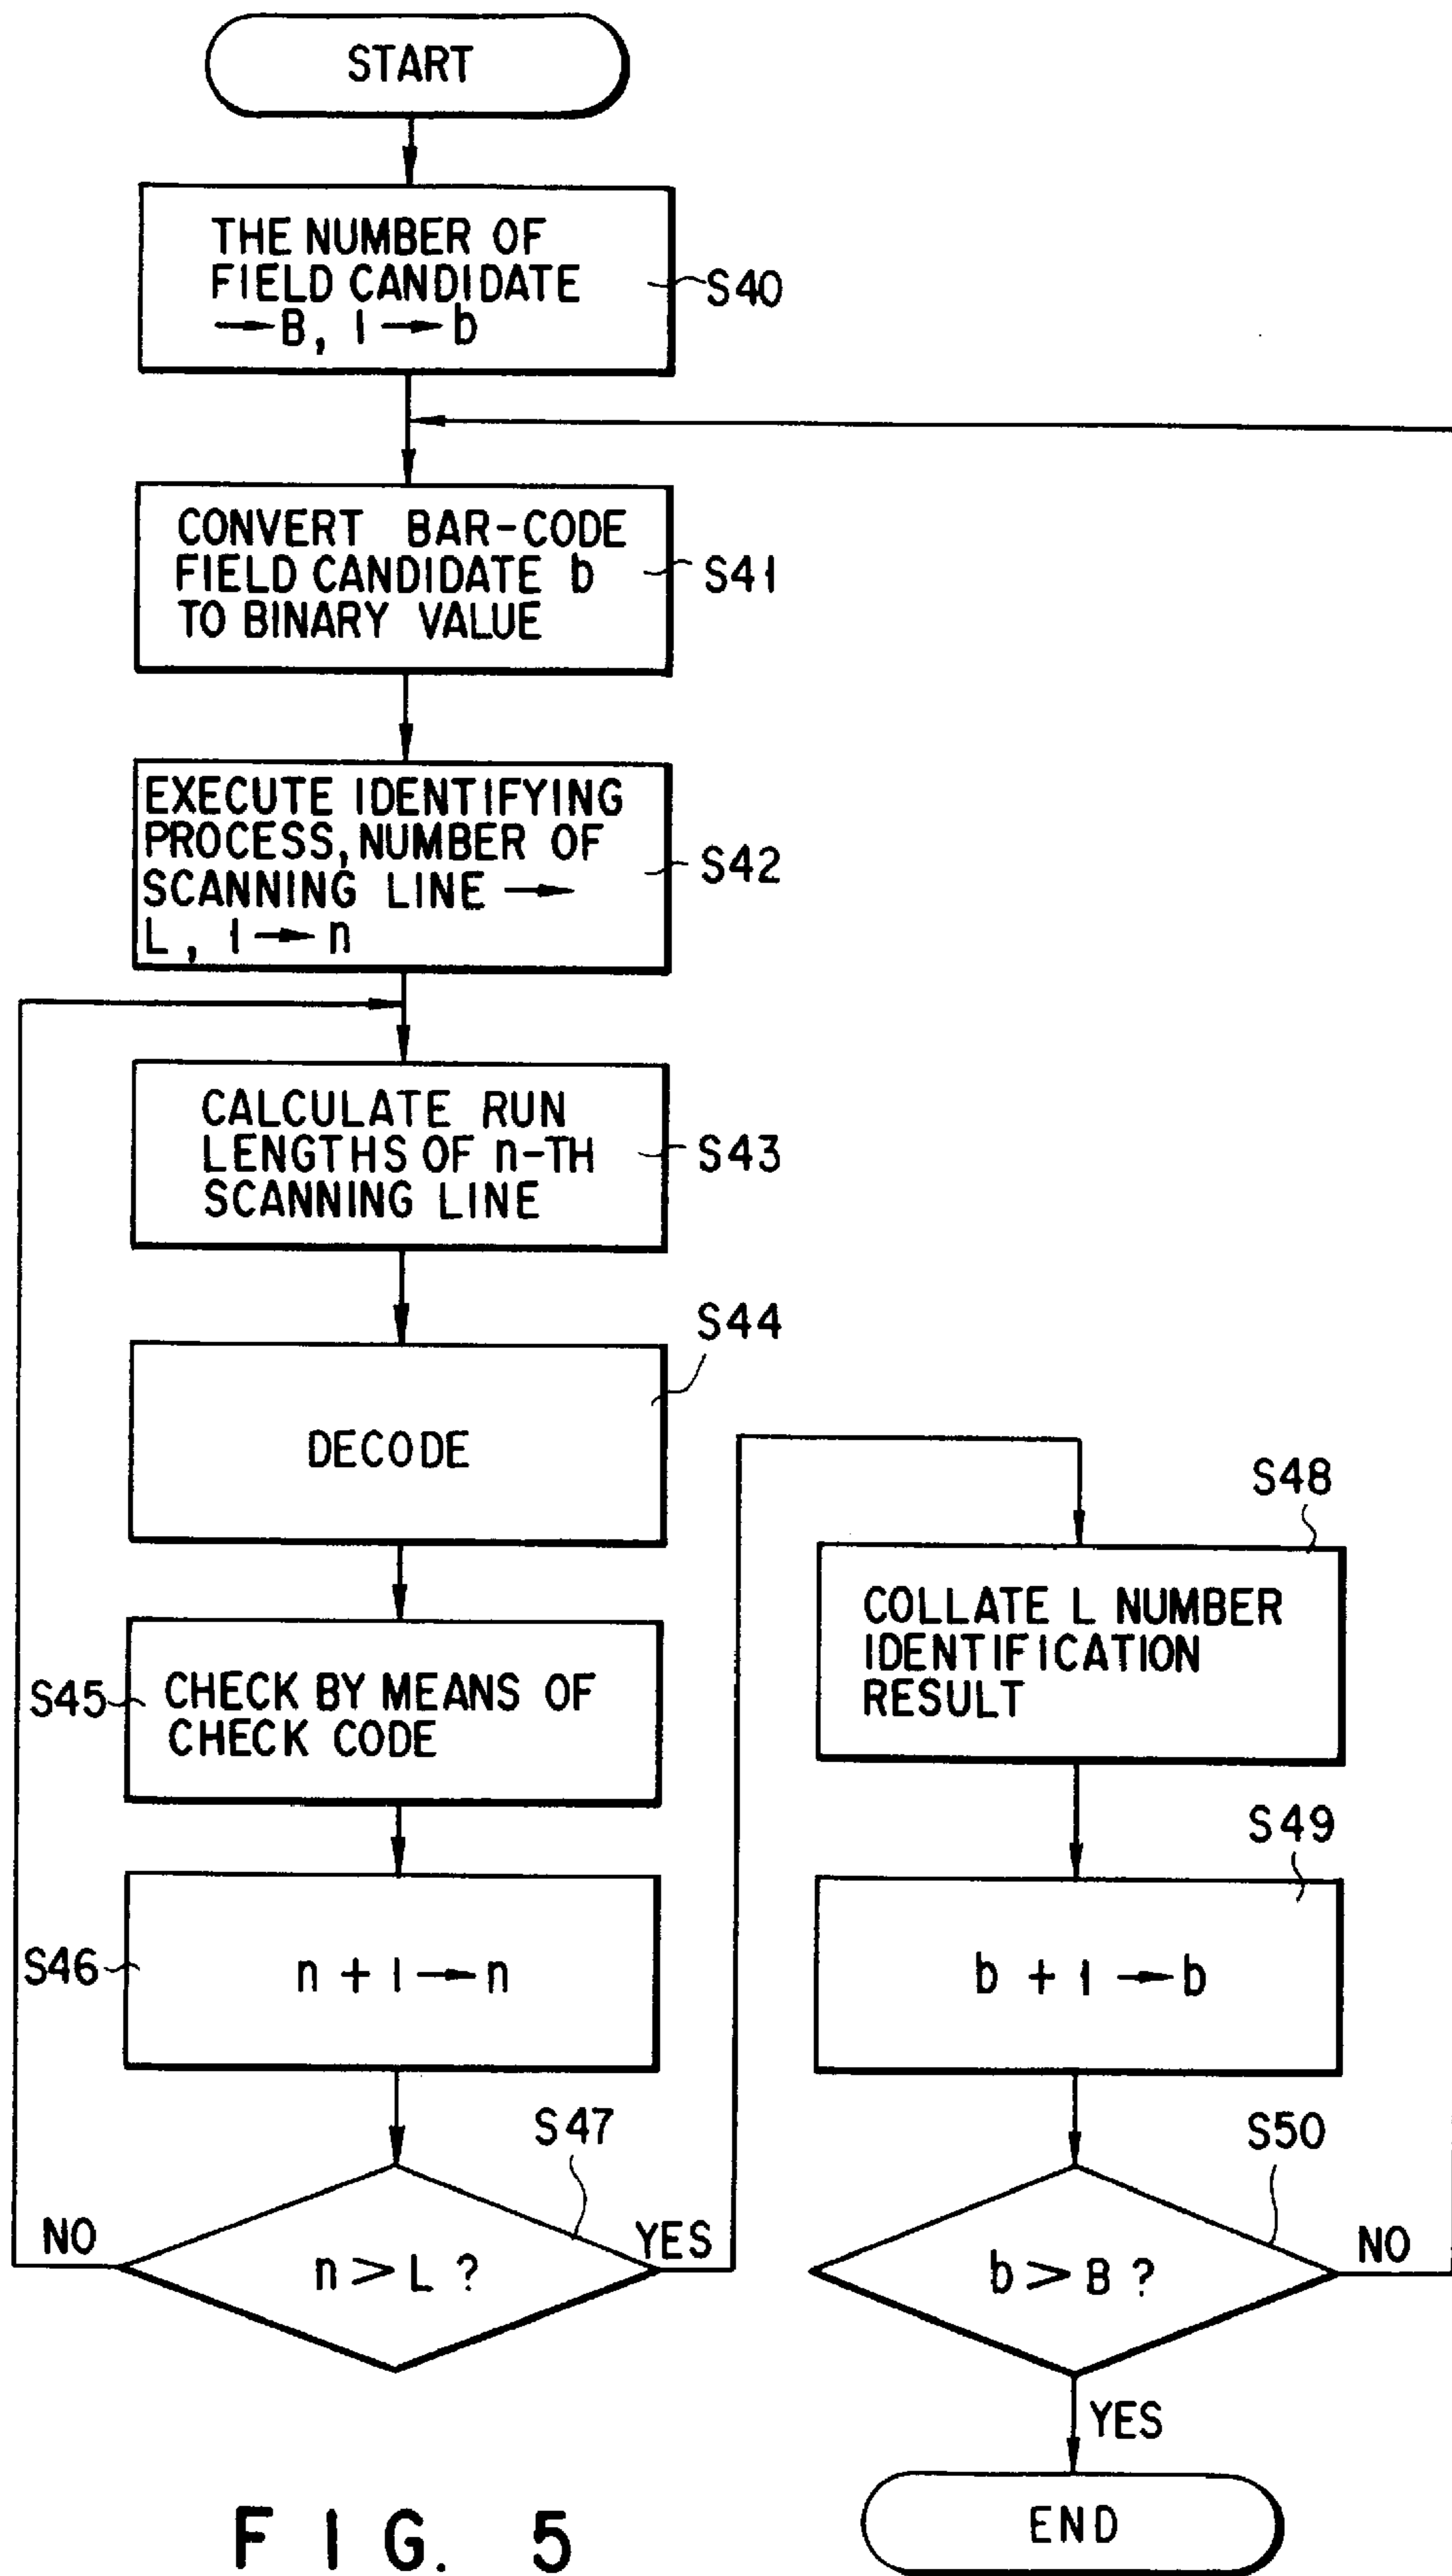 START
THE NUMBER OF
FIELD CANDIDATE
→B, 1→b
S40
CONVERT BAR-CODE
FIELD CANDIDATE b
TO BINARY VALUE
S41
EXECUTE IDENTIFYING
PROCESS, NUMBER OF
SCANNING LINE →
L, 1→n
S42
CALCULATE RUN
LENGTHS OF n-TH
SCANNING LINE
S43
S44
DECODE
S45
CHECK BY MEANS OF
CHECK CODE
S46
n + 1→n
S47
NO
n > L ?
YES
S48
COLLATE L NUMBER
IDENTIFICATION
RESULT
S49
b + 1 →b
S50
b > B ?
NO
YES
END
FIG. 5